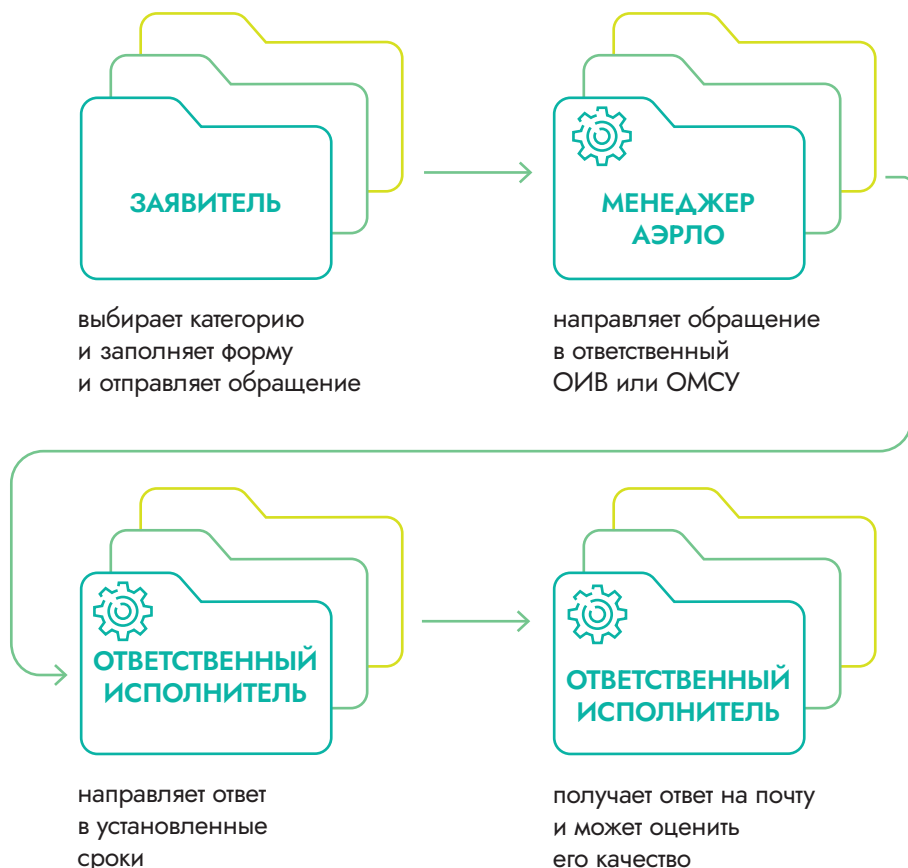 ЗАЯВИТЕЛЬ
выбирает категорию
и заполняет форму
и отправляет обращение
МЕНЕДЖЕР
АЭРЛО
направляет обращение
в ответственный
ОИВ или ОМСУ
ОТВЕТСТВЕННЫЙ
ИСПОЛНИТЕЛЬ
направляет ответ
в установленные
сроки
ОТВЕТСТВЕННЫЙ
ИСПОЛНИТЕЛЬ
получает ответ на почту
и может оценить
его качество